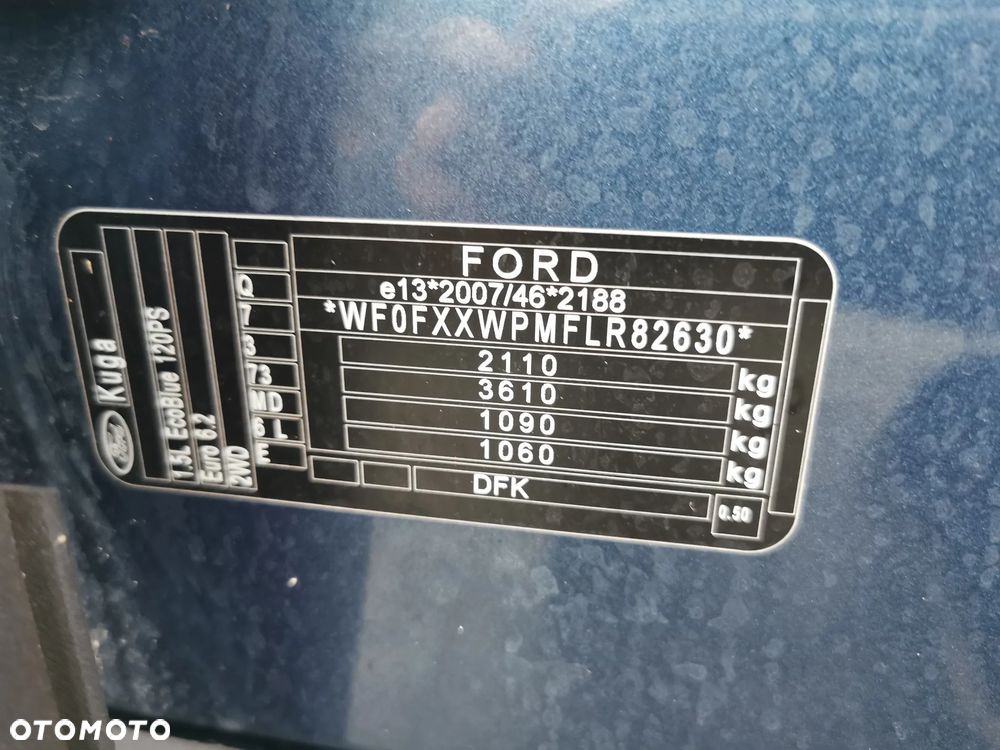 FORD
e13*2007/46*2188
*WF0FXXWPMFLR82630*
2110 kg
3610 kg
1090 kg
1060 kg
DFK
0.50
Ford Kuga
1.5L EcoBlue 120PS
Euro 6.2
2WD
Q
7
3
73
MD
6 L
E
OTOMOTO